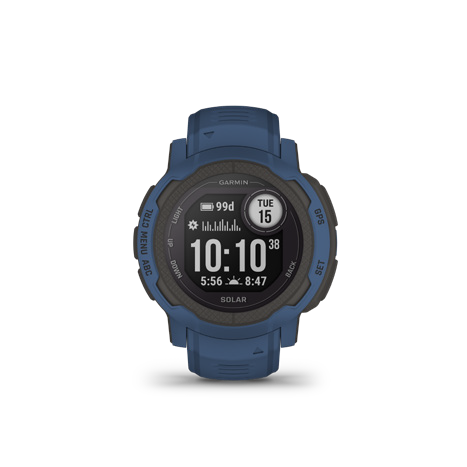 GARMIN
99d
TUE
15
LIGHT
CTRL
GPS
10:10
38
UP
MENU
DOWN
ABC
BACK
SET
5:56 8:47
SOLAR